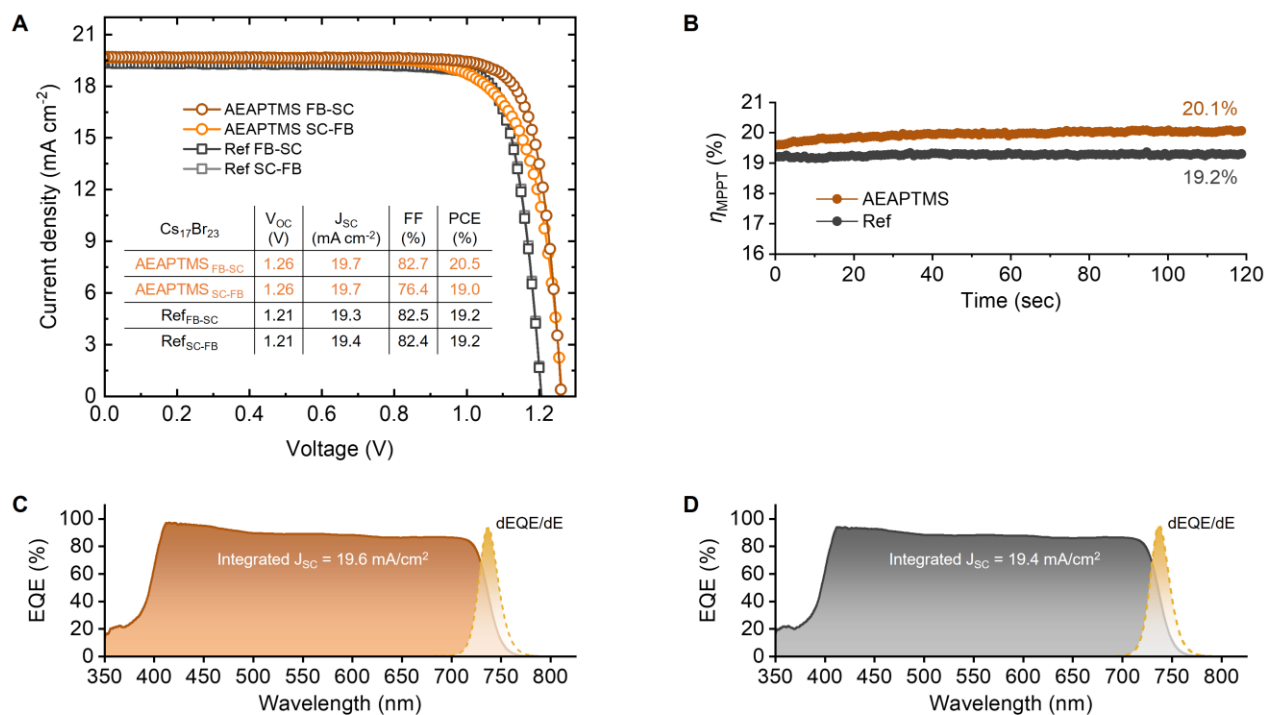 A
Current density (mA cm⁻²)
21
18
15
12
9
6
3
0
AEAPTMS FB-SC
AEAPTMS SC-FB
Ref FB-SC
Ref SC-FB
Cs₁₇Br₂₃ V_OC (V) J_SC (mA cm⁻²) FF (%) PCE (%)
AEAPTMS FB-SC 1.26 19.7 82.7 20.5
AEAPTMS SC-FB 1.26 19.7 76.4 19.0
Ref FB-SC 1.21 19.3 82.5 19.2
Ref SC-FB 1.21 19.4 82.4 19.2
0.0 0.2 0.4 0.6 0.8 1.0 1.2
Voltage (V)
B
η_MPPT (%)
21
20
19
18
17
16
20.1%
19.2%
AEAPTMS
Ref
0 20 40 60 80 100 120
Time (sec)
C
EQE (%)
100
80
60
40
20
0
dEQE/dE
Integrated J_SC = 19.6 mA/cm²
350 400 450 500 550 600 650 700 750 800
Wavelength (nm)
D
EQE (%)
100
80
60
40
20
0
dEQE/dE
Integrated J_SC = 19.4 mA/cm²
350 400 450 500 550 600 650 700 750 800
Wavelength (nm)